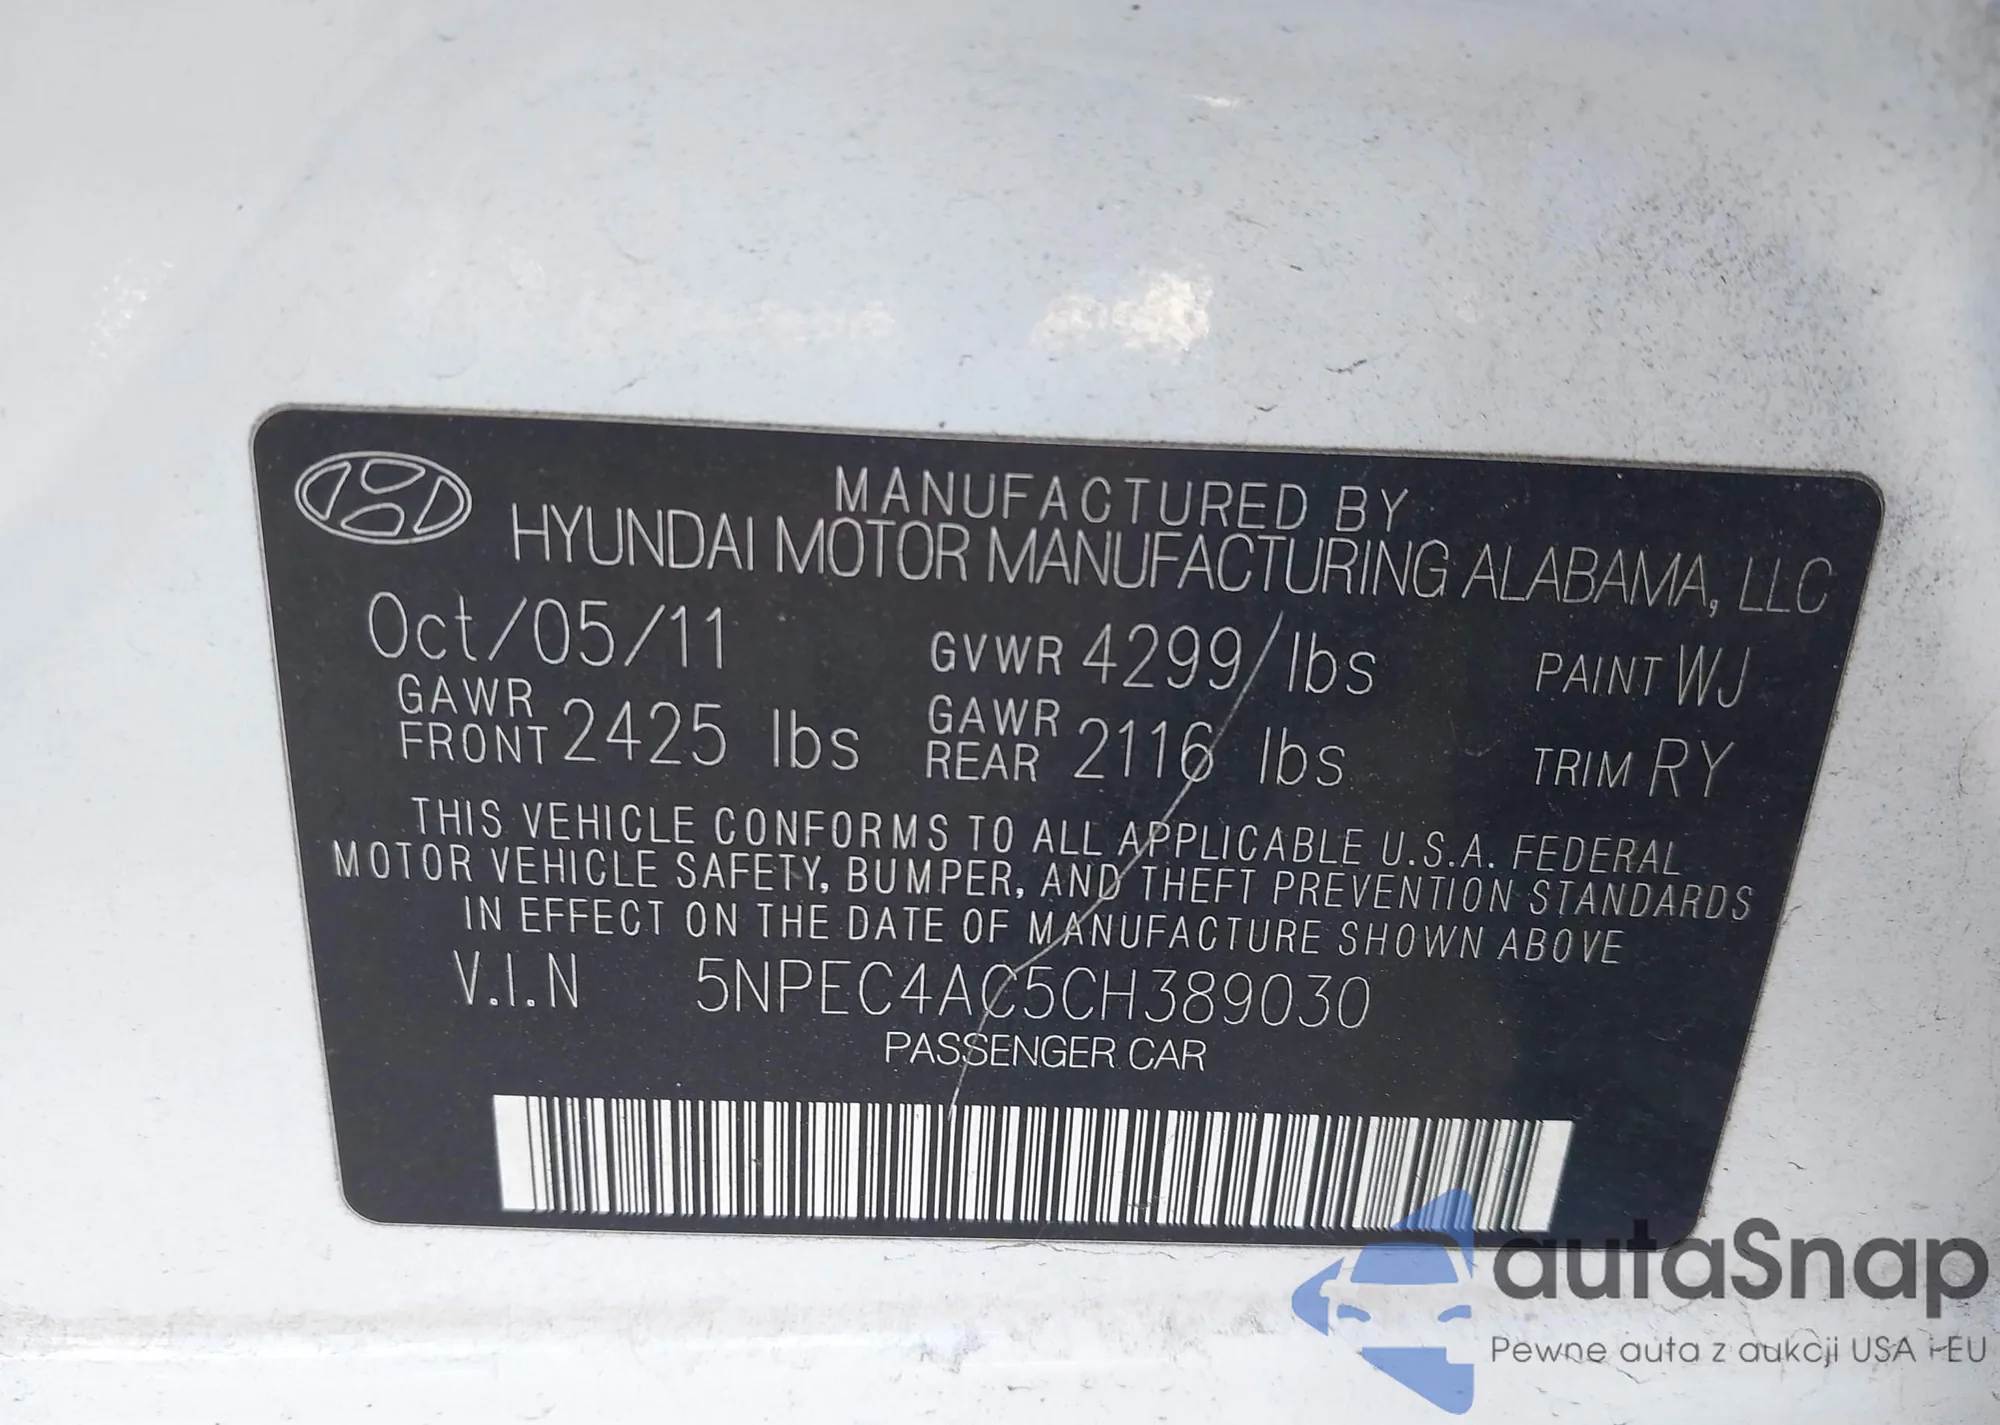 MANUFACTURED BY
HYUNDAI MOTOR MANUFACTURING ALABAMA, LLC
Oct/05/11 GVWR 4299 lbs PAINT WJ
GAWR FRONT 2425 lbs GAWR REAR 2116 lbs TRIM RY
THIS VEHICLE CONFORMS TO ALL APPLICABLE U.S.A. FEDERAL
MOTOR VEHICLE SAFETY, BUMPER, AND THEFT PREVENTION STANDARDS
IN EFFECT ON THE DATE OF MANUFACTURE SHOWN ABOVE
V.I.N 5NPEC4AC5CH389030
PASSENGER CAR
autaSnap
Pewne auta z aukcji USA i EU